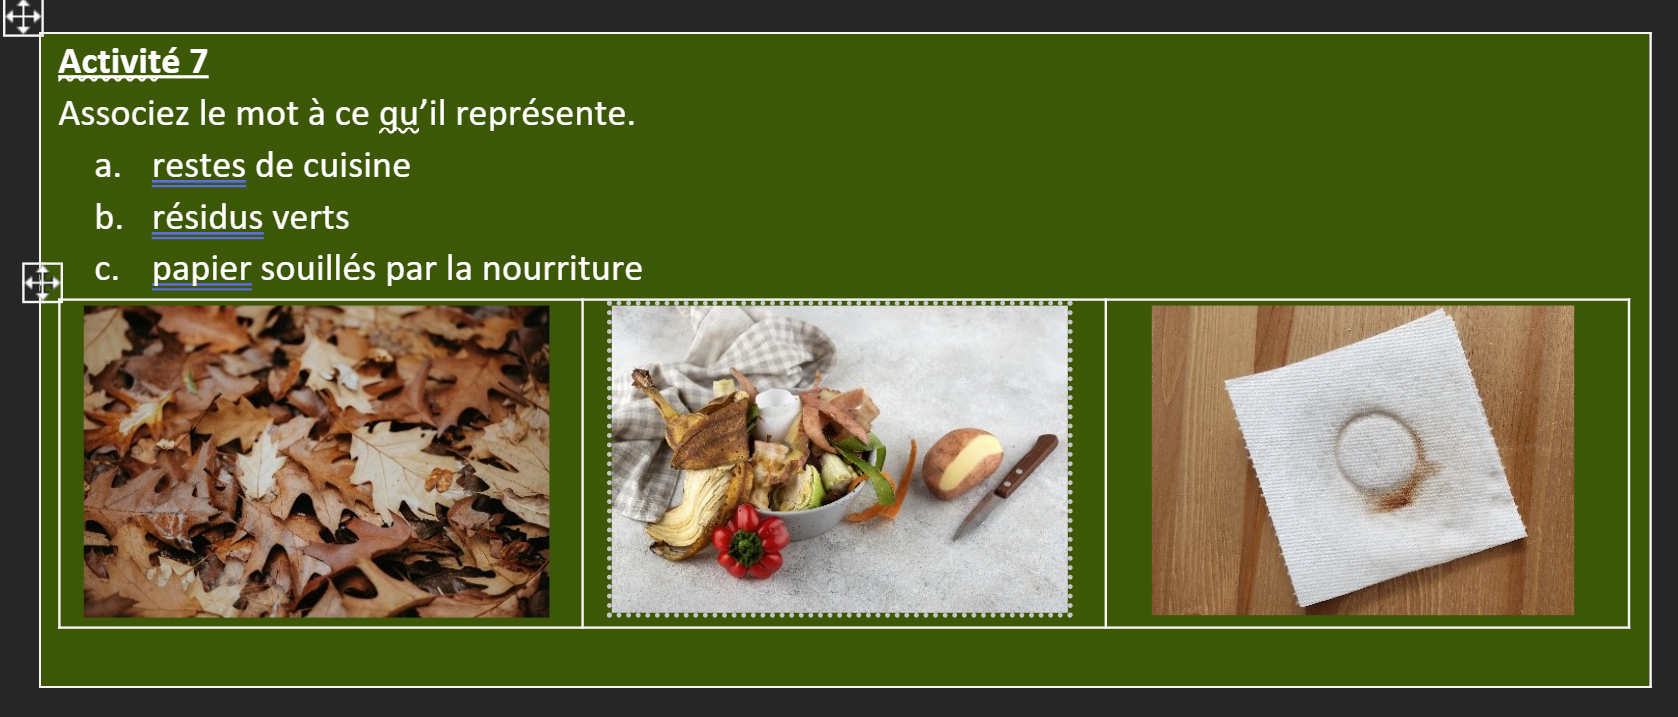 Activité 7
Associez le mot à ce qu’il représente.
a. restes de cuisine
b. résidus verts
c. papier souillés par la nourriture